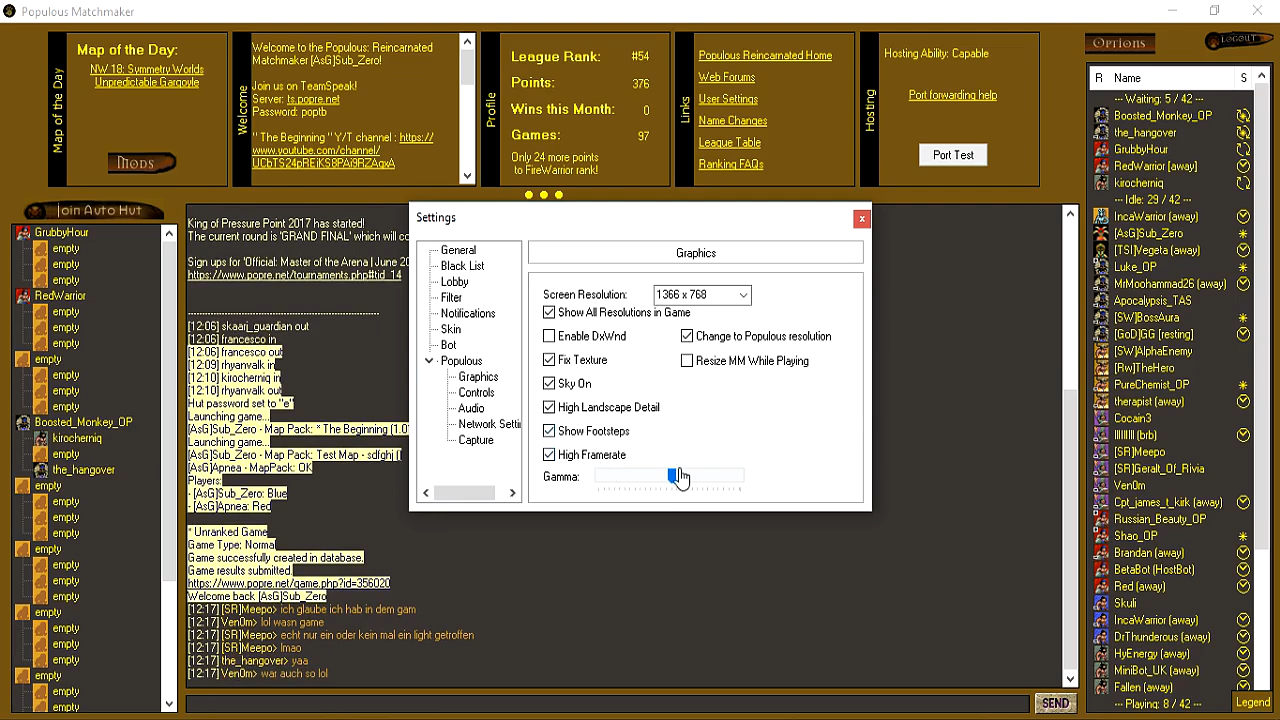 Populous Matchmaker
Map of the Day
Map of the Day:
NW 18: Symmetry Worlds
Unpredictable Gargoyle
Mods
Welcome
Welcome to the Populous: Reincarnated
Matchmaker [AsG]Sub_Zero!
Join us on TeamSpeak!
Server: ts.popre.net
Password: poptb
" The Beginning " Y/T channel : https://
www.youtube.com/channel/
UCbTS24pREiKS8PAi9RZAgxA
Profile
League Rank: #54
Points: 376
Wins this Month: 0
Games: 97
Only 24 more points
to FireWarrior rank!
Links
Populous Reincarnated Home
Web Forums
User Settings
Name Changes
League Table
Ranking FAQs
Hosting
Hosting Ability: Capable
Port forwarding help
Port Test
Options
LOGOUT
Join Auto Hut
GrubbyHour
empty
empty
empty
RedWarrior
empty
empty
empty
empty
empty
empty
empty
Boosted_Monkey_OP
kirocherniq
the_hangover
empty
empty
empty
empty
empty
empty
empty
empty
empty
empty
empty
empty
empty
King of Pressure Point 2017 has started!
The current round is 'GRAND FINAL' which will co
Sign ups for 'Official: Master of the Arena | June 20
https://www.popre.net/tournaments.php#tid_14
[12:06] skaarj_guardian out
[12:06] francesco in
[12:06] francesco out
[12:09] rhyanvalk in
[12:10] kirocherniq in
[12:10] rhyanvalk out
Hut password set to "e"
Launching game...
[AsG]Sub_Zero - Map Pack: * The Beginning [1.01
Launching game...
[AsG]Sub_Zero - Map Pack: Test Map - sdfghj [
[AsG]Apnea - MapPack: OK
Players:
- [AsG]Sub_Zero: Blue
- [AsG]Apnea: Red
* Unranked Game
Game Type: Normal
Game successfully created in database.
Game results submitted.
https://www.popre.net/game.php?id=356020
Welcome back [AsG]Sub_Zero
[12:17] [SR]Meepo> ich glaube ich hab in dem gam
[12:17] Ven0m> lol wasn game
[12:17] [SR]Meepo> echt nur ein oder kein mal ein light getroffen
[12:17] [SR]Meepo> lmao
[12:17] the_hangover> yaa
[12:17] Ven0m> war auch so lol
SEND
Settings
x
General
Black List
Lobby
Filter
Notifications
Skin
Bot
Populous
Graphics
Controls
Audio
Network Setti
Capture
Graphics
Screen Resolution: 1366 x 768
Show All Resolutions in Game
Enable DxWnd Change to Populous resolution
Fix Texture Resize MM While Playing
Sky On
High Landscape Detail
Show Footsteps
High Framerate
Gamma:
R Name S
--- Waiting: 5 / 42 ---
Boosted_Monkey_OP
the_hangover
GrubbyHour
RedWarrior (away)
kirocherniq
--- Idle: 29 / 42 ---
IncaWarrior (away)
[AsG]Sub_Zero
[TSI]Vegeta (away)
Luke_OP
MrMoohammad26 (away)
Apocalypsis_TAS
[SW]BossAura
[GoD]GG [resting]
[SW]AlphaEnemy
[Rw]TheHero
PureChemist_OP
therapist (away)
Cocain3
llllllllll (brb)
[SR]Meepo
[SR]Geralt_Of_Rivia
Ven0m
Cpt_james_t_kirk (away)
Russian_Beauty_OP
Shao_OP
Brandan (away)
BetaBot (HostBot)
Red (away)
Skuli
IncaWarrior (away)
DrThunderous (away)
HyEnergy (away)
MiniBot_UK (away)
Fallen (away)
--- Playing: 8 / 42 ---
Legend